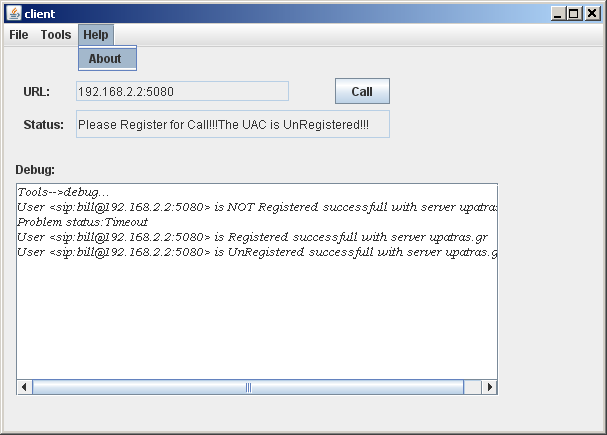 client
File Tools Help
About
URL: 192.168.2.2:5080 Call
Status: Please Register for Call!!!The UAC is UnRegistered!!!
Debug:
Tools-->debug...
User <sip:bill@192.168.2.2:5080> is NOT Registered successfull with server upatras
Problem status:Timeout
User <sip:bill@192.168.2.2:5080> is Registered successfull with server upatras.gr
User <sip:bill@192.168.2.2:5080> is UnRegistered successfull with server upatras.g